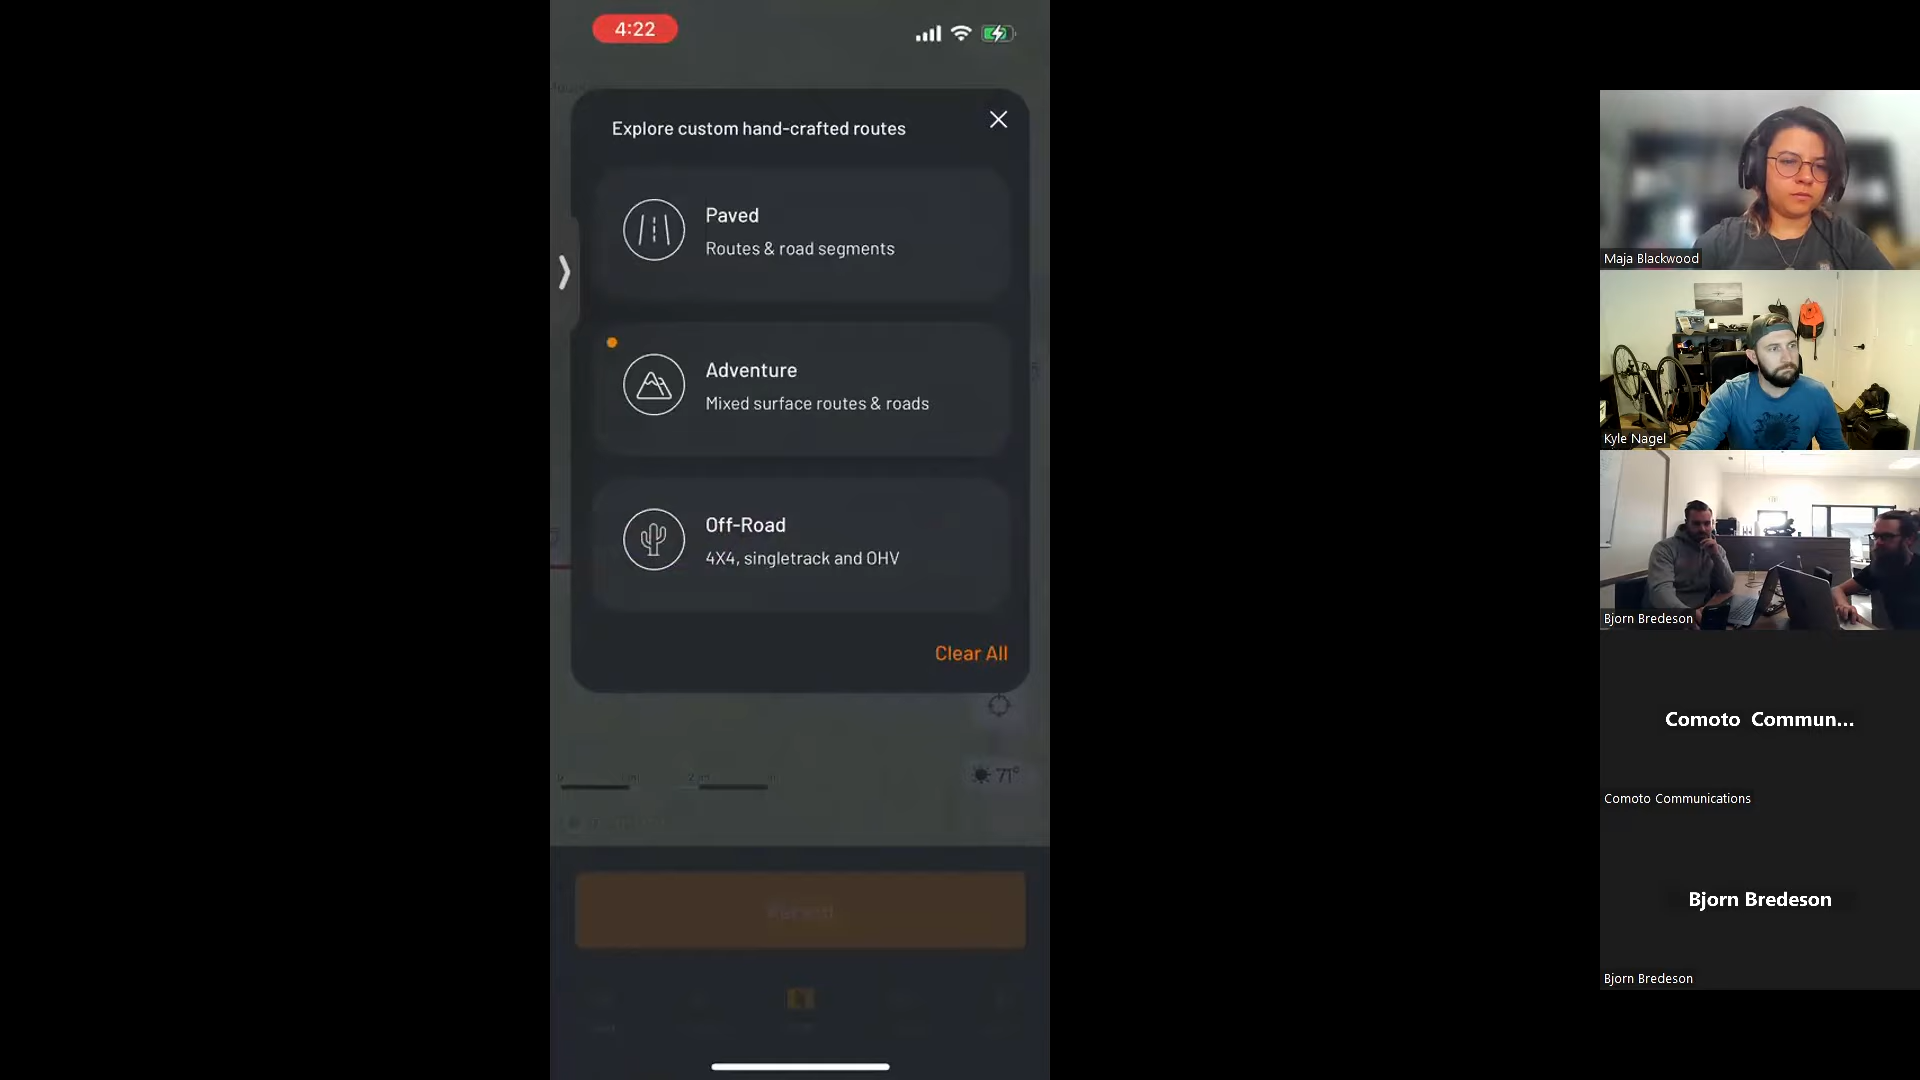 4:22
Explore custom hand-crafted routes
Paved
Routes & road segments
Adventure
Mixed surface routes & roads
Off-Road
4X4, singletrack and OHV
Clear All
71°
Maja Blackwood
Kyle Nagel
Bjorn Bredeson
Comoto Commun...
Comoto Communications
Bjorn Bredeson
Bjorn Bredeson